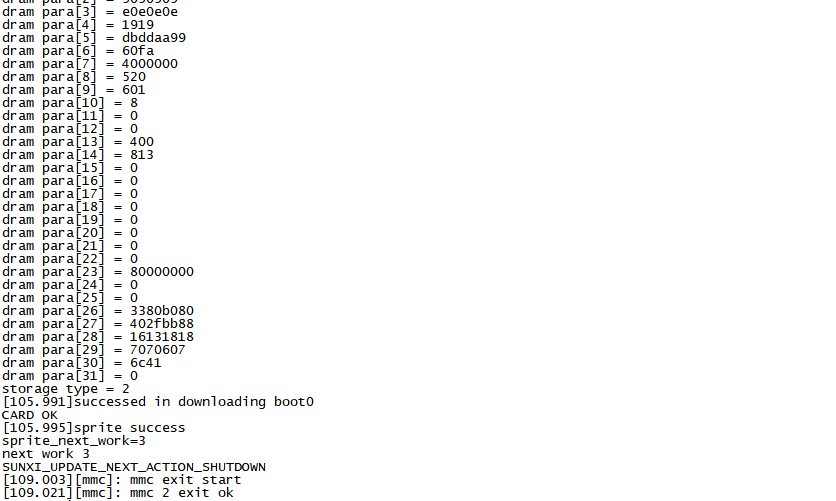 dram para[3] = e0e0e0e
dram para[4] = 1919
dram para[5] = dbddaa99
dram para[6] = 60fa
dram para[7] = 4000000
dram para[8] = 520
dram para[9] = 601
dram para[10] = 8
dram para[11] = 0
dram para[12] = 0
dram para[13] = 400
dram para[14] = 813
dram para[15] = 0
dram para[16] = 0
dram para[17] = 0
dram para[18] = 0
dram para[19] = 0
dram para[20] = 0
dram para[21] = 0
dram para[22] = 0
dram para[23] = 80000000
dram para[24] = 0
dram para[25] = 0
dram para[26] = 3380b080
dram para[27] = 402fbb88
dram para[28] = 16131818
dram para[29] = 7070607
dram para[30] = 6c41
dram para[31] = 0
storage type = 2
[105.991]successed in downloading boot0
CARD OK
[105.995]sprite success
sprite_next_work=3
next work 3
SUNXI_UPDATE_NEXT_ACTION_SHUTDOWN
[109.003][mmc]: mmc exit start
[109.021][mmc]: mmc 2 exit ok